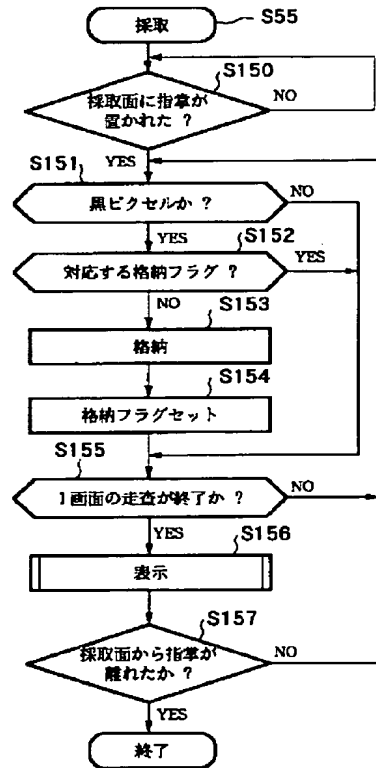 採取
S55
S150
採取面に指掌が
置かれた ?
NO
YES
S151
黒ピクセルか ?
NO
YES
S152
対応する格納フラグ ?
YES
NO
S153
格納
S154
格納フラグセット
S155
1画面の走査が終了か ?
NO
YES
S156
表示
S157
採取面から指掌が
離れたか ?
NO
YES
終了